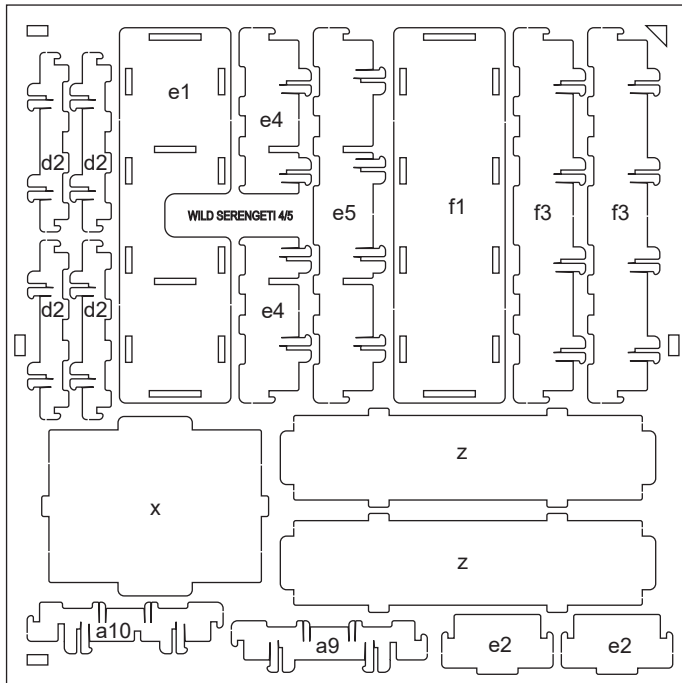 e1
e4
d2
d2
WILD SERENGETI 4/5
e5
f1
f3
f3
d2
d2
e4
z
x
z
a10
a9
e2
e2